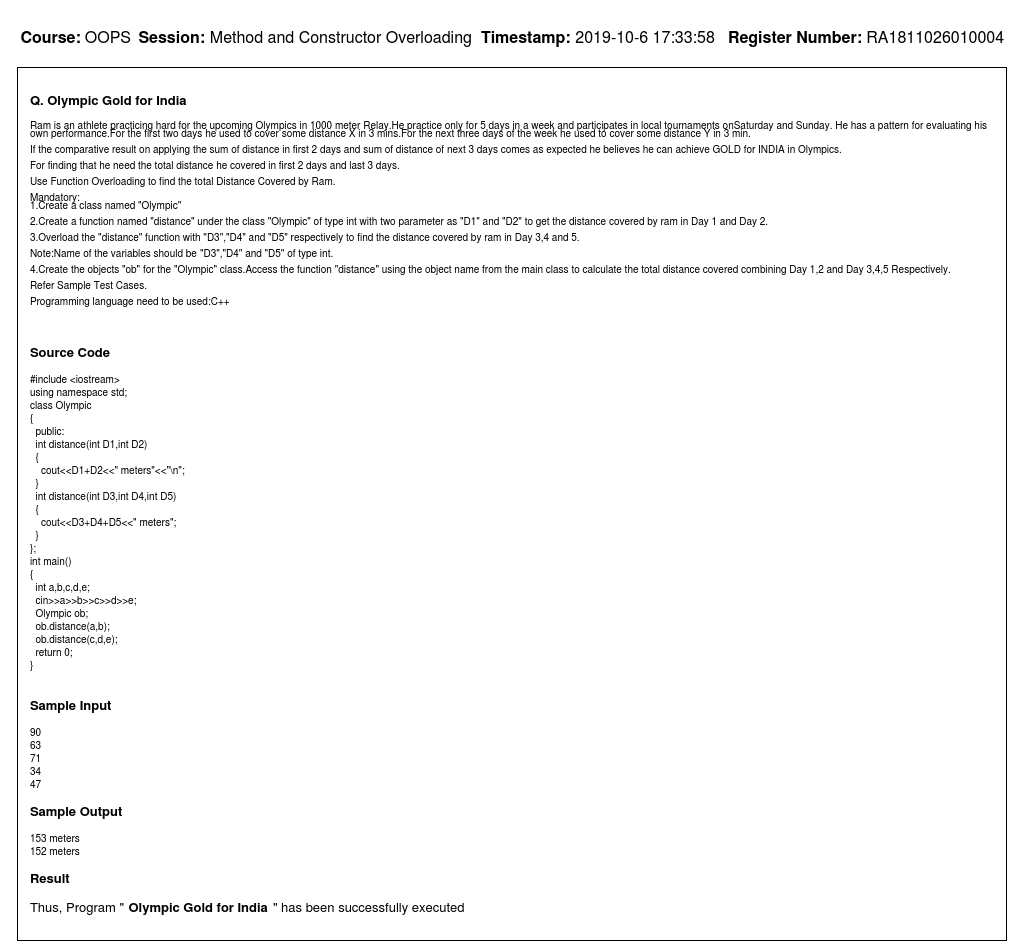 Course: OOPS Session: Method and Constructor Overloading Timestamp: 2019-10-6 17:33:58 Register Number: RA1811026010004
Q. Olympic Gold for India
Ram is an athlete practicing hard for the upcoming Olympics in 1000 meter Relay.He practice only for 5 days in a week and participates in local tournaments onSaturday and Sunday. He has a pattern for evaluating his
own performance.For the first two days he used to cover some distance X in 3 mins.For the next three days of the week he used to cover some distance Y in 3 min.
If the comparative result on applying the sum of distance in first 2 days and sum of distance of next 3 days comes as expected he believes he can achieve GOLD for INDIA in Olympics.
For finding that he need the total distance he covered in first 2 days and last 3 days.
Use Function Overloading to find the total Distance Covered by Ram.
Mandatory:
1.Create a class named "Olympic"
2.Create a function named "distance" under the class "Olympic" of type int with two parameter as "D1" and "D2" to get the distance covered by ram in Day 1 and Day 2.
3.Overload the "distance" function with "D3","D4" and "D5" respectively to find the distance covered by ram in Day 3,4 and 5.
Note:Name of the variables should be "D3","D4" and "D5" of type int.
4.Create the objects "ob" for the "Olympic" class.Access the function "distance" using the object name from the main class to calculate the total distance covered combining Day 1,2 and Day 3,4,5 Respectively.
Refer Sample Test Cases.
Programming language need to be used:C++
Source Code
#include <iostream>
using namespace std;
class Olympic
{
public:
int distance(int D1,int D2)
{
cout<<D1+D2<<" meters"<<"\n";
}
int distance(int D3,int D4,int D5)
{
cout<<D3+D4+D5<<" meters";
}
};
int main()
{
int a,b,c,d,e;
cin>>a>>b>>c>>d>>e;
Olympic ob;
ob.distance(a,b);
ob.distance(c,d,e);
return 0;
}
Sample Input
90
63
71
34
47
Sample Output
153 meters
152 meters
Result
Thus, Program " Olympic Gold for India " has been successfully executed